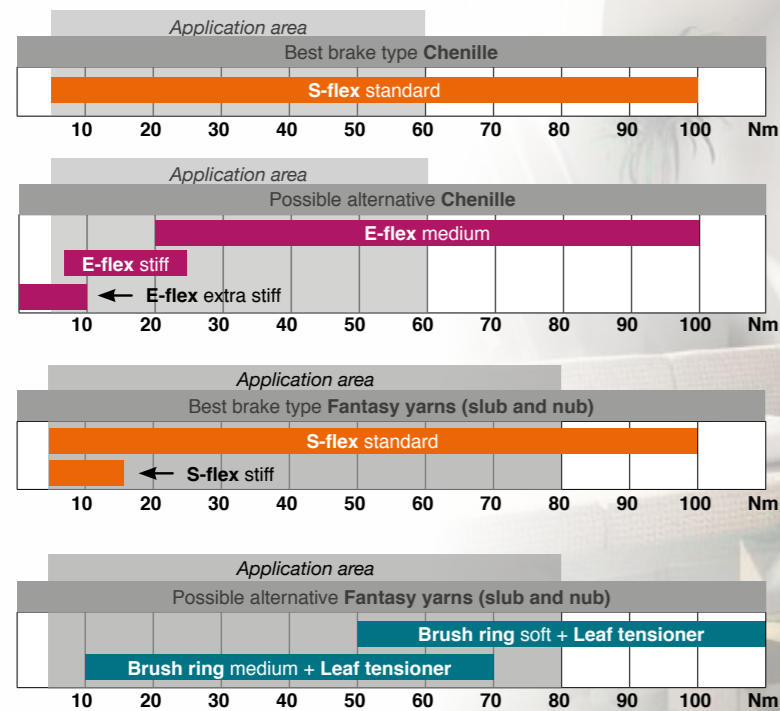 Application area
Best brake type Chenille
S-flex standard
10 20 30 40 50 60 70 80 90 100 Nm
Application area
Possible alternative Chenille
E-flex medium
E-flex stiff
E-flex extra stiff
10 20 30 40 50 60 70 80 90 100 Nm
Application area
Best brake type Fantasy yarns (slub and nub)
S-flex standard
S-flex stiff
10 20 30 40 50 60 70 80 90 100 Nm
Application area
Possible alternative Fantasy yarns (slub and nub)
Brush ring soft + Leaf tensioner
Brush ring medium + Leaf tensioner
10 20 30 40 50 60 70 80 90 100 Nm